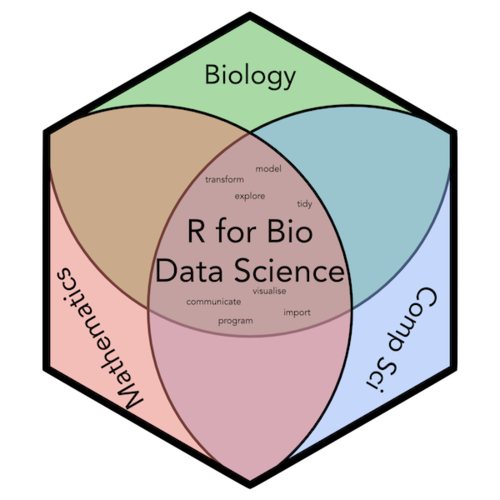 Biology
model
transform
explore
tidy
R for Bio
Data Science
visualise
communicate
import
program
Mathematics
Comp Sci